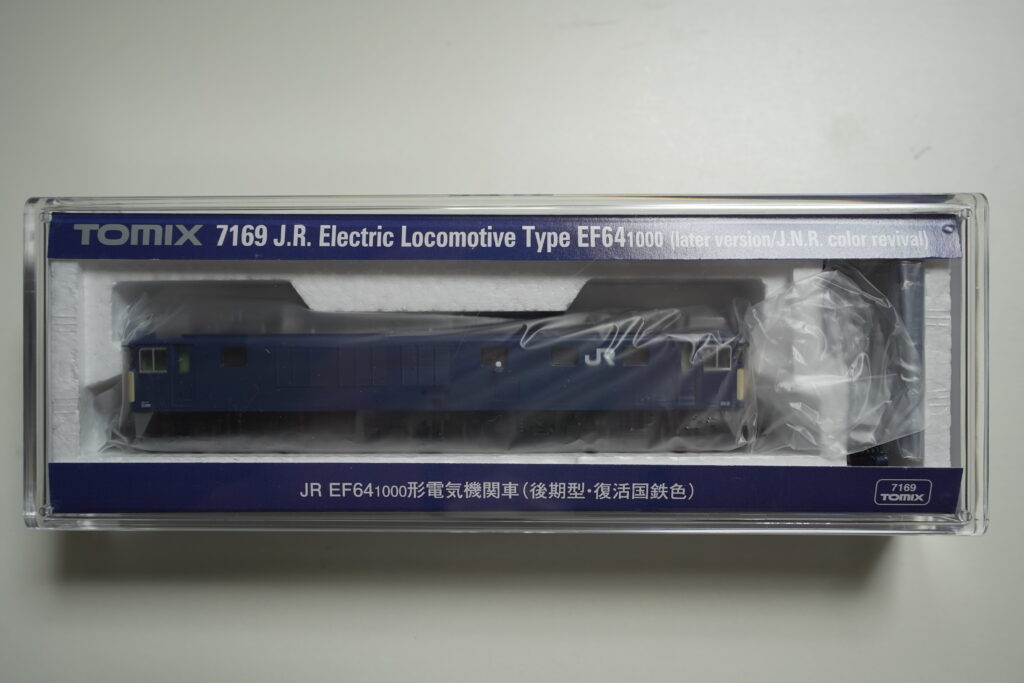 TOMIX 7169 J.R. Electric Locomotive Type EF641000 (later version/J.N.R. color revival)
JR
JR EF641000形電気機関車(後期型・復活国鉄色)
7169
TOMIX